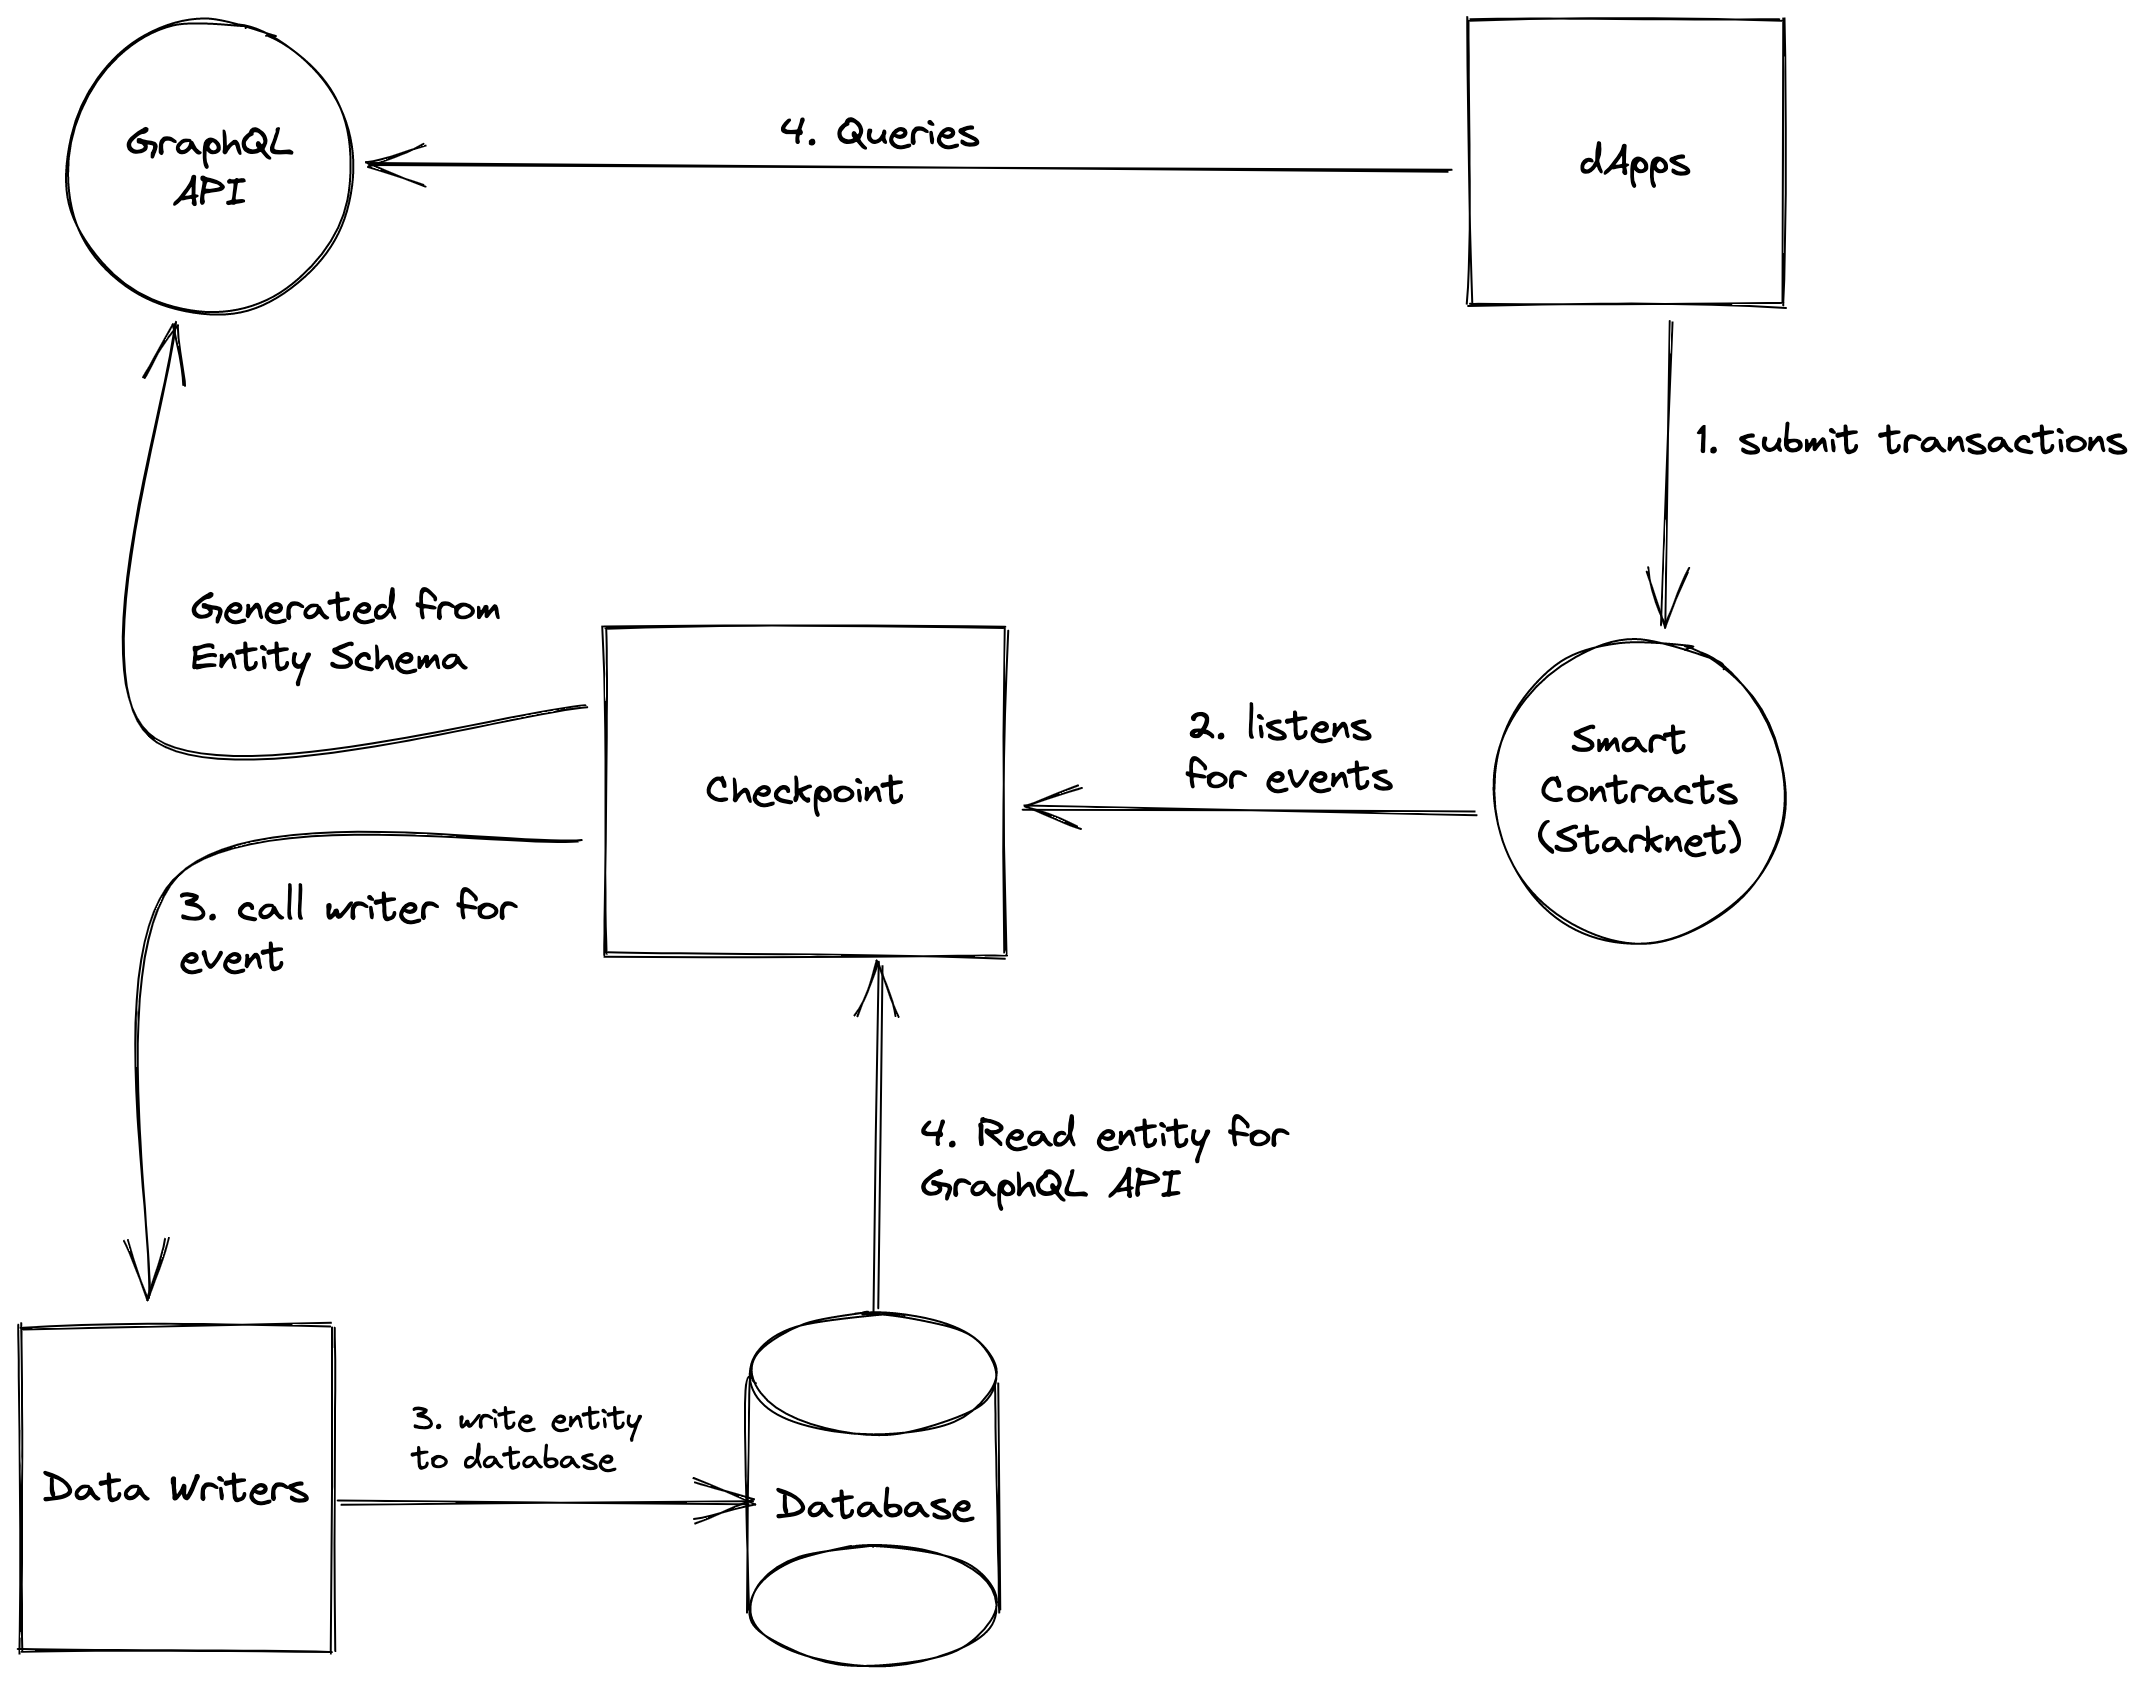 GraphQL
API
4. Queries
dApps
1. submit transactions
Generated from
Entity Schema
Checkpoint
2. listens
for events
Smart
Contracts
(Starknet)
3. call writer for
event
4. Read entity for
GraphQL API
Data Writers
3. write entity
to database
Database